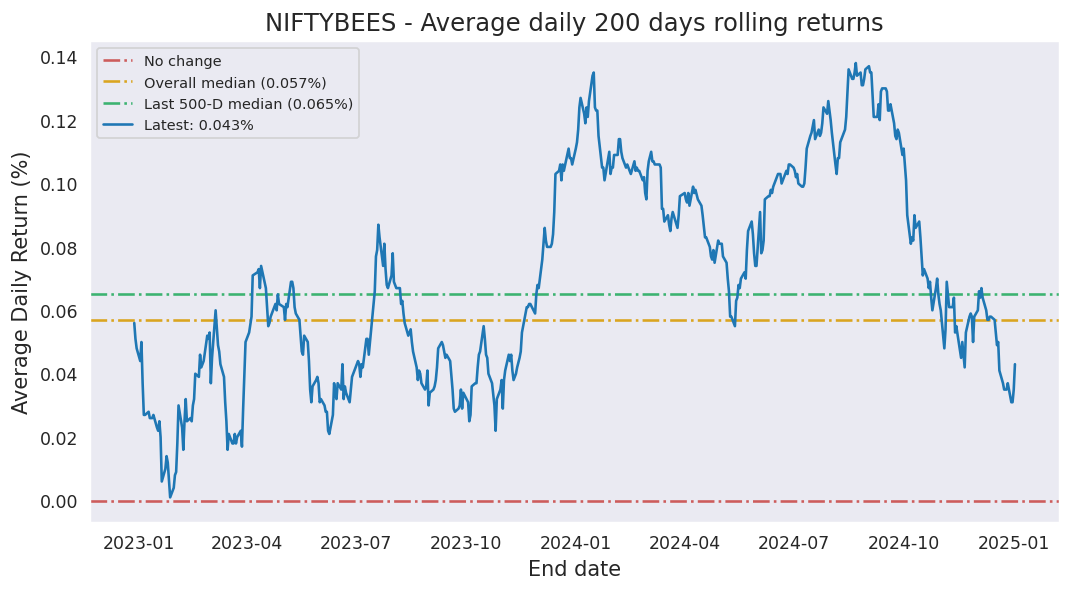 NIFTYBEES - Average daily 200 days rolling returns
No change
Overall median (0.057%)
Last 500-D median (0.065%)
Latest: 0.043%
Average Daily Return (%)
0.14
0.12
0.10
0.08
0.06
0.04
0.02
0.00
2023-01 2023-04 2023-07 2023-10 2024-01 2024-04 2024-07 2024-10 2025-01
End date